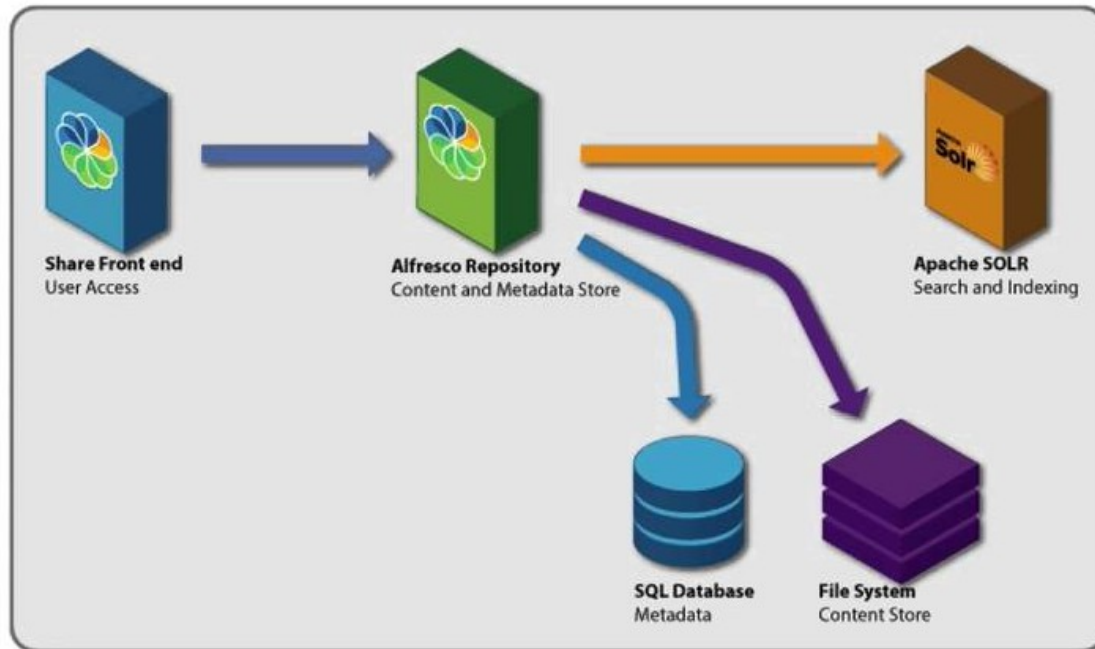 Apache
Solr
Share Front end
User Access
Alfresco Repository
Content and Metadata Store
Apache SOLR
Search and Indexing
SQL Database
Metadata
File System
Content Store